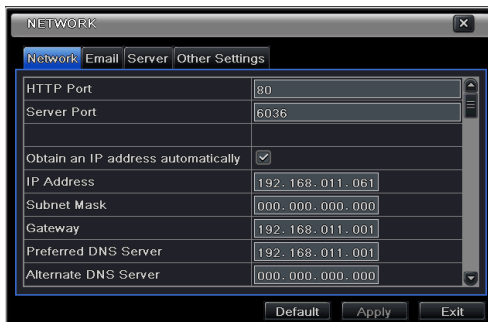 NETWORK
Network Email Server Other Settings
HTTP Port 80
Server Port 6036
Obtain an IP address automatically
IP Address 192.168.011.061
Subnet Mask 000.000.000.000
Gateway 192.168.011.001
Preferred DNS Server 192.168.011.001
Alternate DNS Server 000.000.000.000
Default Apply Exit